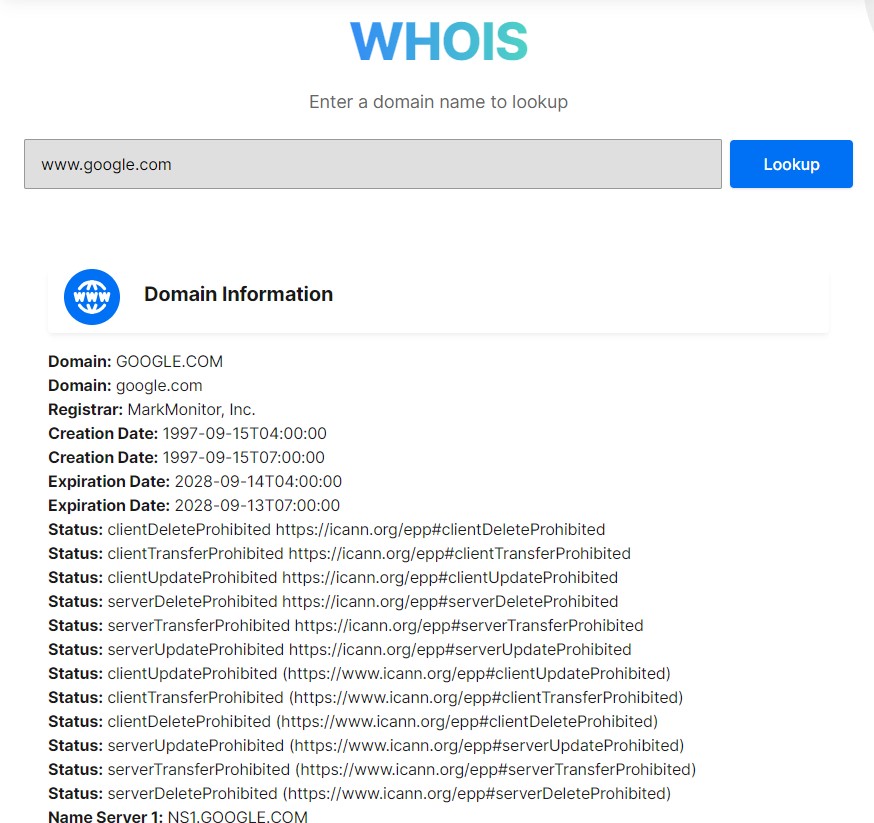 WHOIS
Enter a domain name to lookup
www.google.com
Lookup
WWW
Domain Information
Domain: GOOGLE.COM
Domain: google.com
Registrar: MarkMonitor, Inc.
Creation Date: 1997-09-15T04:00:00
Creation Date: 1997-09-15T07:00:00
Expiration Date: 2028-09-14T04:00:00
Expiration Date: 2028-09-13T07:00:00
Status: clientDeleteProhibited https://icann.org/epp#clientDeleteProhibited
Status: clientTransferProhibited https://icann.org/epp#clientTransferProhibited
Status: clientUpdateProhibited https://icann.org/epp#clientUpdateProhibited
Status: serverDeleteProhibited https://icann.org/epp#serverDeleteProhibited
Status: serverTransferProhibited https://icann.org/epp#serverTransferProhibited
Status: serverUpdateProhibited https://icann.org/epp#serverUpdateProhibited
Status: clientUpdateProhibited (https://www.icann.org/epp#clientUpdateProhibited)
Status: clientTransferProhibited (https://www.icann.org/epp#clientTransferProhibited)
Status: clientDeleteProhibited (https://www.icann.org/epp#clientDeleteProhibited)
Status: serverUpdateProhibited (https://www.icann.org/epp#serverUpdateProhibited)
Status: serverTransferProhibited (https://www.icann.org/epp#serverTransferProhibited)
Status: serverDeleteProhibited (https://www.icann.org/epp#serverDeleteProhibited)
Name Server 1: NS1.GOOGLE.COM